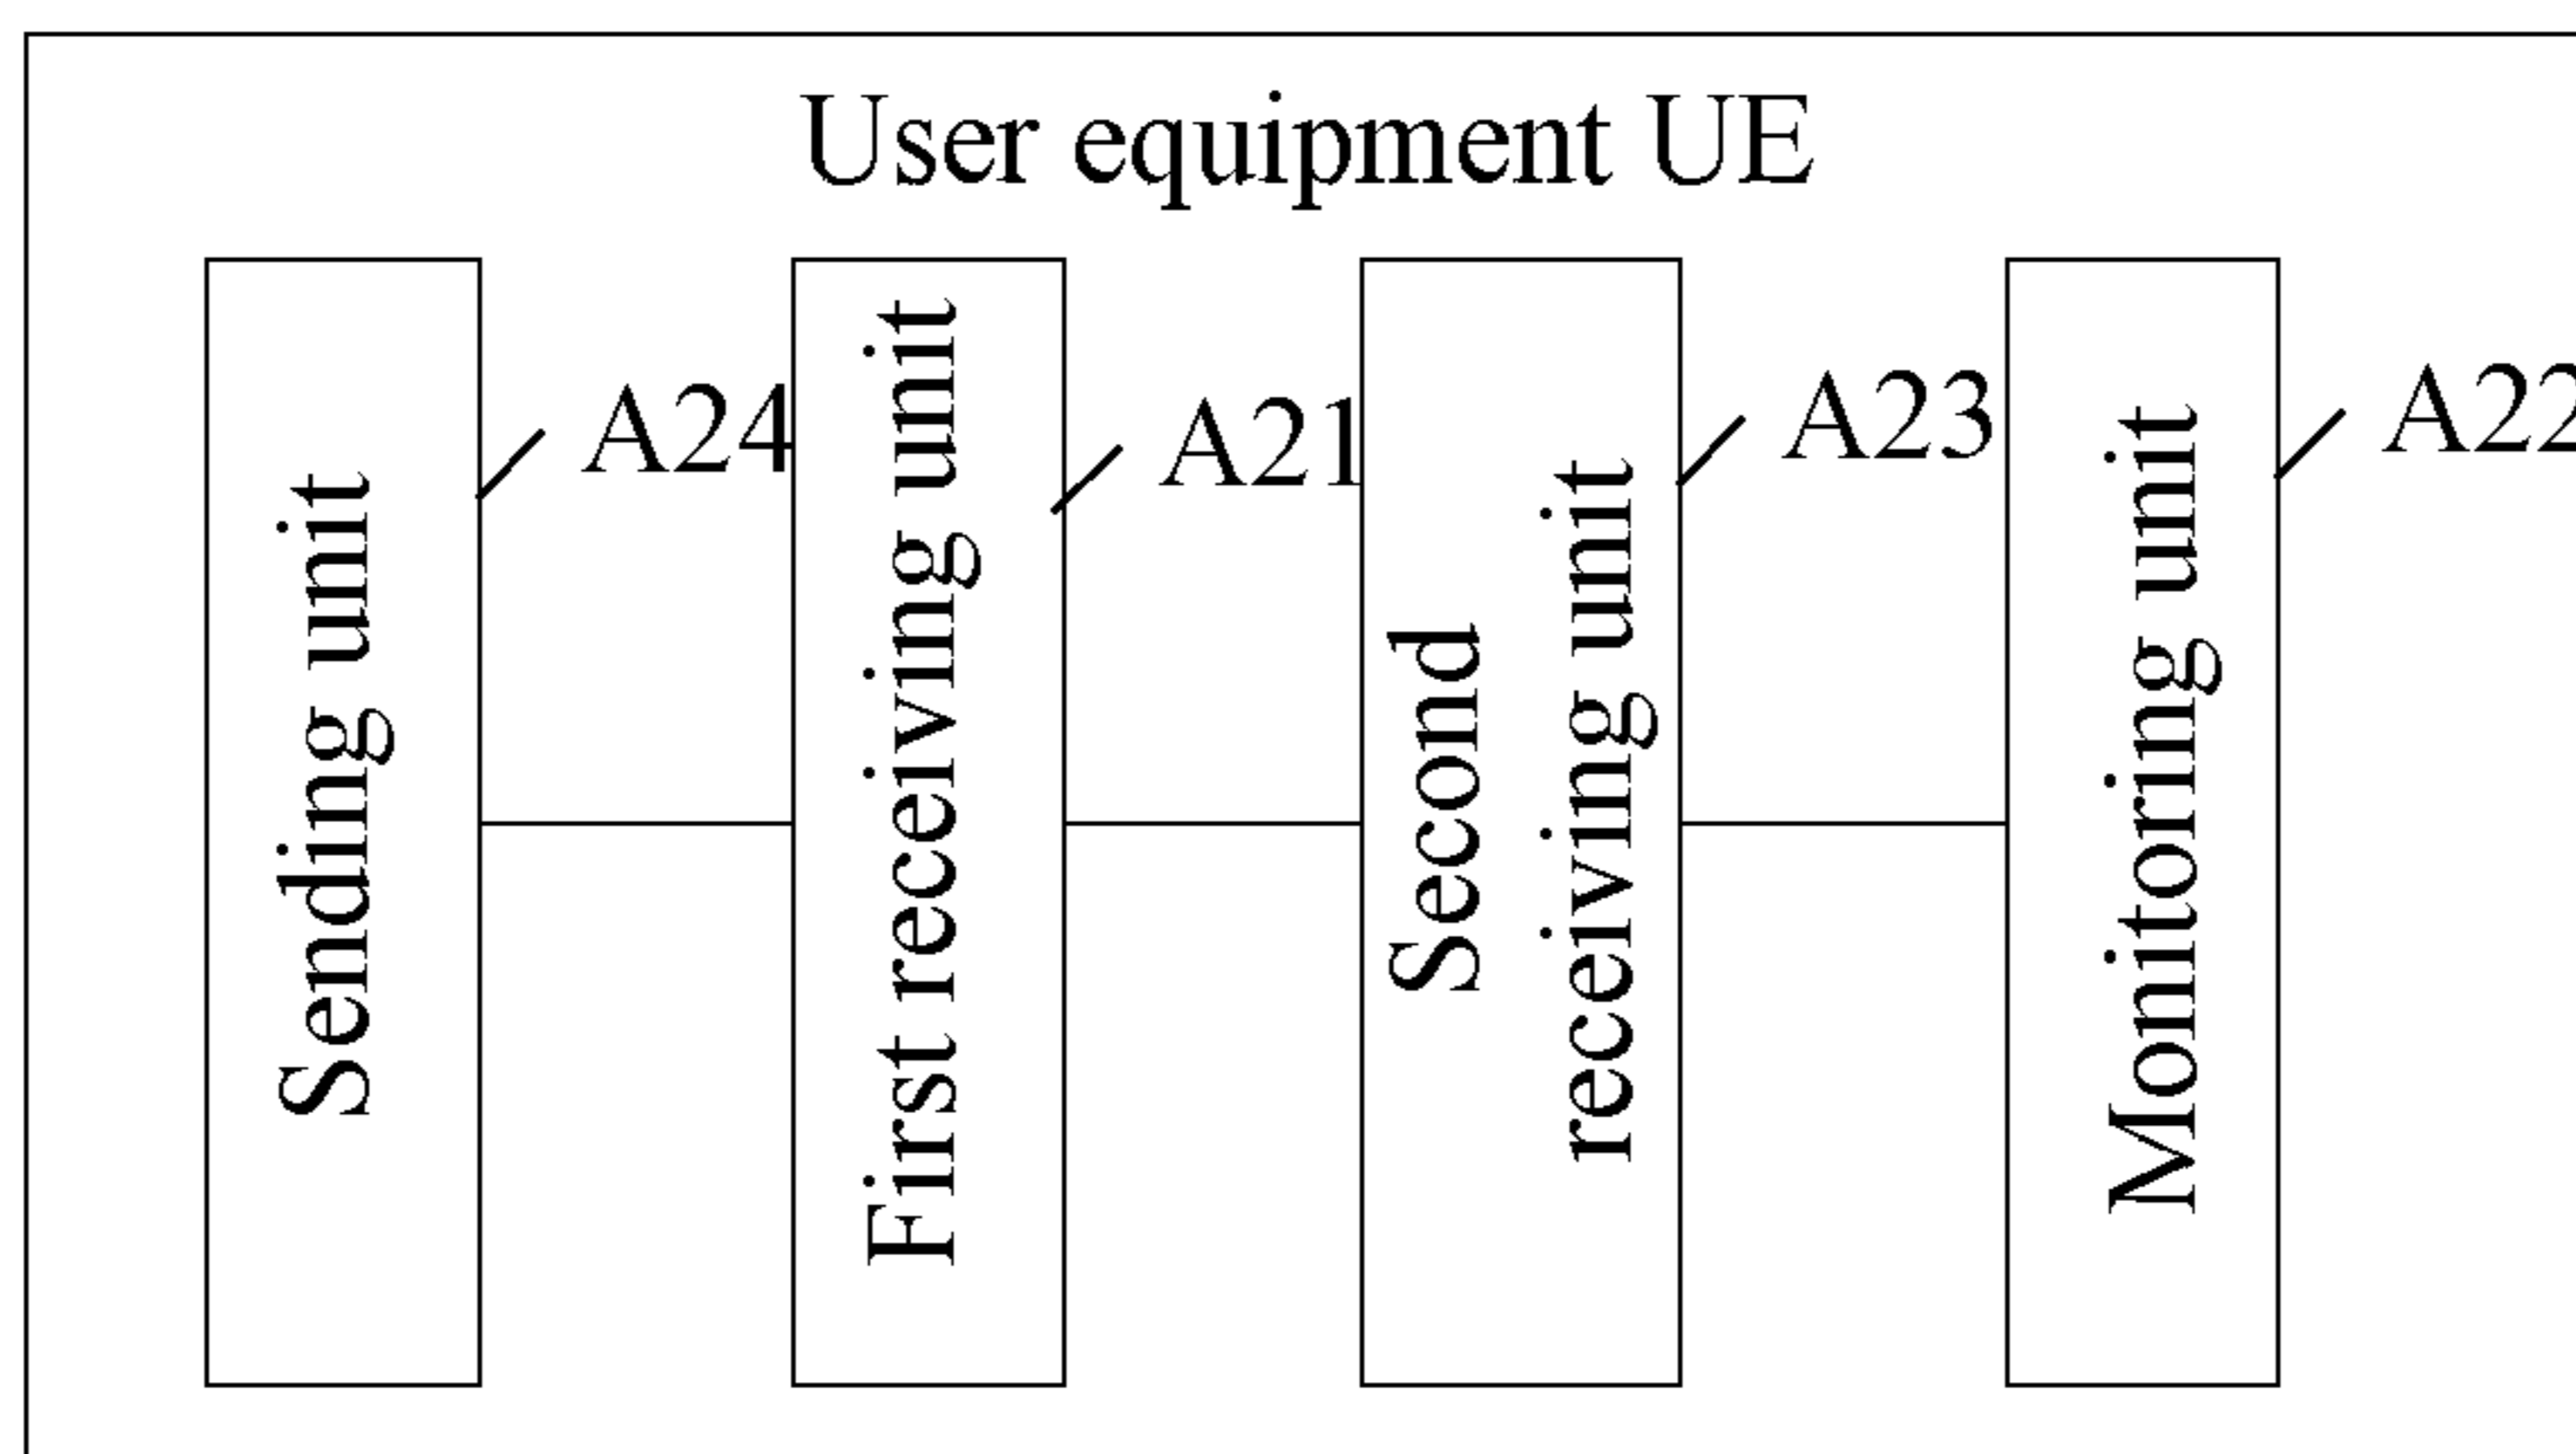 User equipment UE
Sending unit
A24
First receiving unit
A21
Second
receiving unit
A23
Monitoring unit
A22